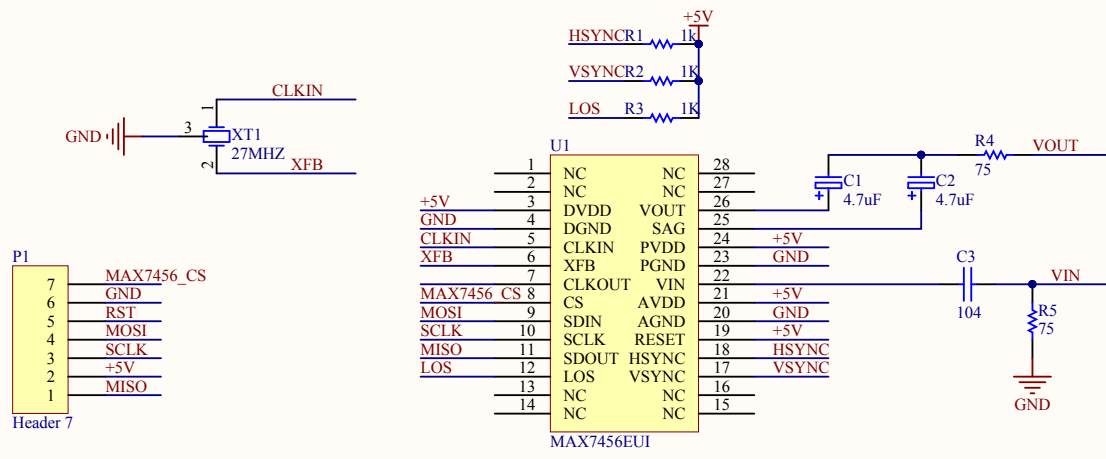 +5V
HSYNC R1 1k
VSYNC R2 1K
LOS R3 1K
CLKIN
1
GND 3 XT1
27MHZ
2
XFB
P1
7 MAX7456_CS
6 GND
5 RST
4 MOSI
3 SCLK
2 +5V
1 MISO
Header 7
U1
1 NC NC 28
2 NC NC 27
+5V 3 DVDD VOUT 26
GND 4 DGND SAG 25
CLKIN 5 CLKIN PVDD 24 +5V
XFB 6 XFB PGND 23 GND
7 CLKOUT VIN 22
MAX7456_CS 8 CS AVDD 21 +5V
MOSI 9 SDIN AGND 20 GND
SCLK 10 SCLK RESET 19 +5V
MISO 11 SDOUT HSYNC 18 HSYNC
LOS 12 LOS VSYNC 17 VSYNC
13 NC NC 16
14 NC NC 15
MAX7456EUI
R4 VOUT
75
C1
+ 4.7uF
C2
+ 4.7uF
C3
104
VIN
R5
75
GND